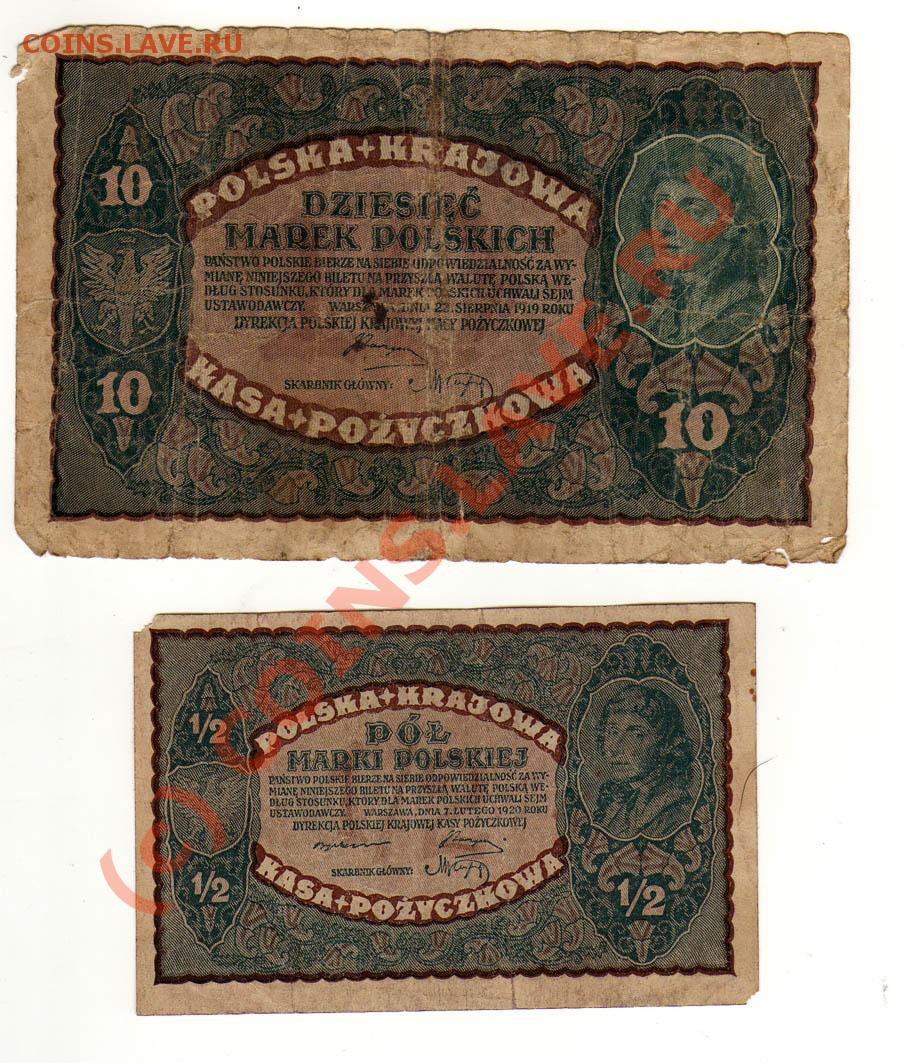 COINS.LAVE.RU
POLSKA+KRAJOWA
10
DZIESIĘĆ
MAREK POLSKICH
PAŃSTWO POLSKIE BIERZE NA SIEBIE ODPOWIEDZIALNOŚĆ ZA WY-
MIANĘ NINIEJSZEGO BILETU NA PRZYSZŁĄ WALUTĘ POLSKĄ WE-
DŁUG STOSUNKU, KTÓRY DLA MAREK POLSKICH UCHWALI SEJM
USTAWODAWCZY. WARSZAWA, DNIA 23. SIERPNIA 1919 ROKU
DYREKCJA POLSKIEJ KRAJOWEJ KASY POŻYCZKOWEJ
SKARBNIK GŁÓWNY:
10
KASA+POŻYCZKOWA
10
(c) COINS.LAVE.RU
POLSKA+KRAJOWA
1/2
PÓŁ
MARKI POLSKIEJ
PAŃSTWO POLSKIE BIERZE NA SIEBIE ODPOWIEDZIALNOŚĆ ZA WY-
MIANĘ NINIEJSZEGO BILETU NA PRZYSZŁĄ WALUTĘ POLSKĄ WE-
DŁUG STOSUNKU, KTÓRY DLA MAREK POLSKICH UCHWALI SEJM
USTAWODAWCZY. WARSZAWA, DNIA 7. LUTEGO 1920 ROKU
DYREKCJA POLSKIEJ KRAJOWEJ KASY POŻYCZKOWEJ
SKARBNIK GŁÓWNY:
1/2
KASA+POŻYCZKOWA
1/2